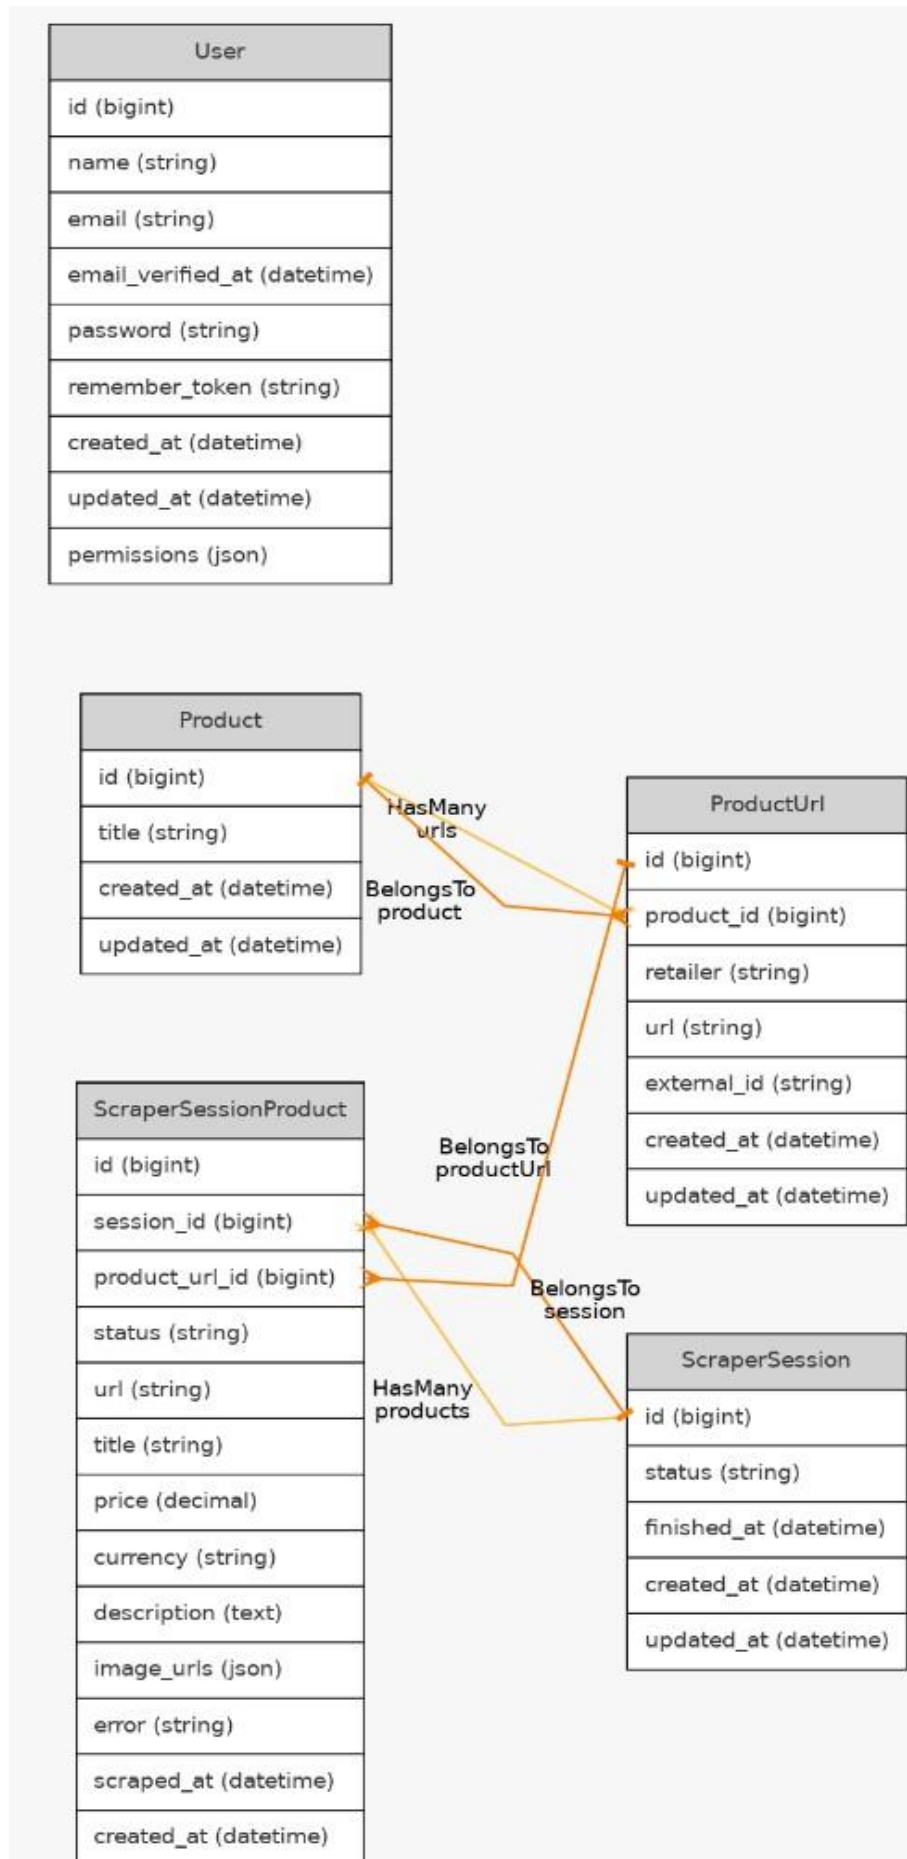 User
id (bigint)
name (string)
email (string)
email_verified_at (datetime)
password (string)
remember_token (string)
created_at (datetime)
updated_at (datetime)
permissions (json)
Product
id (bigint)
title (string)
created_at (datetime)
updated_at (datetime)
HasMany
urls
BelongsTo
product
ProductUrl
id (bigint)
product_id (bigint)
retailer (string)
url (string)
external_id (string)
created_at (datetime)
updated_at (datetime)
ScraperSessionProduct
id (bigint)
session_id (bigint)
product_url_id (bigint)
status (string)
url (string)
title (string)
price (decimal)
currency (string)
description (text)
image_urls (json)
error (string)
scraped_at (datetime)
created_at (datetime)
BelongsTo
productUrl
BelongsTo
session
HasMany
products
ScraperSession
id (bigint)
status (string)
finished_at (datetime)
created_at (datetime)
updated_at (datetime)